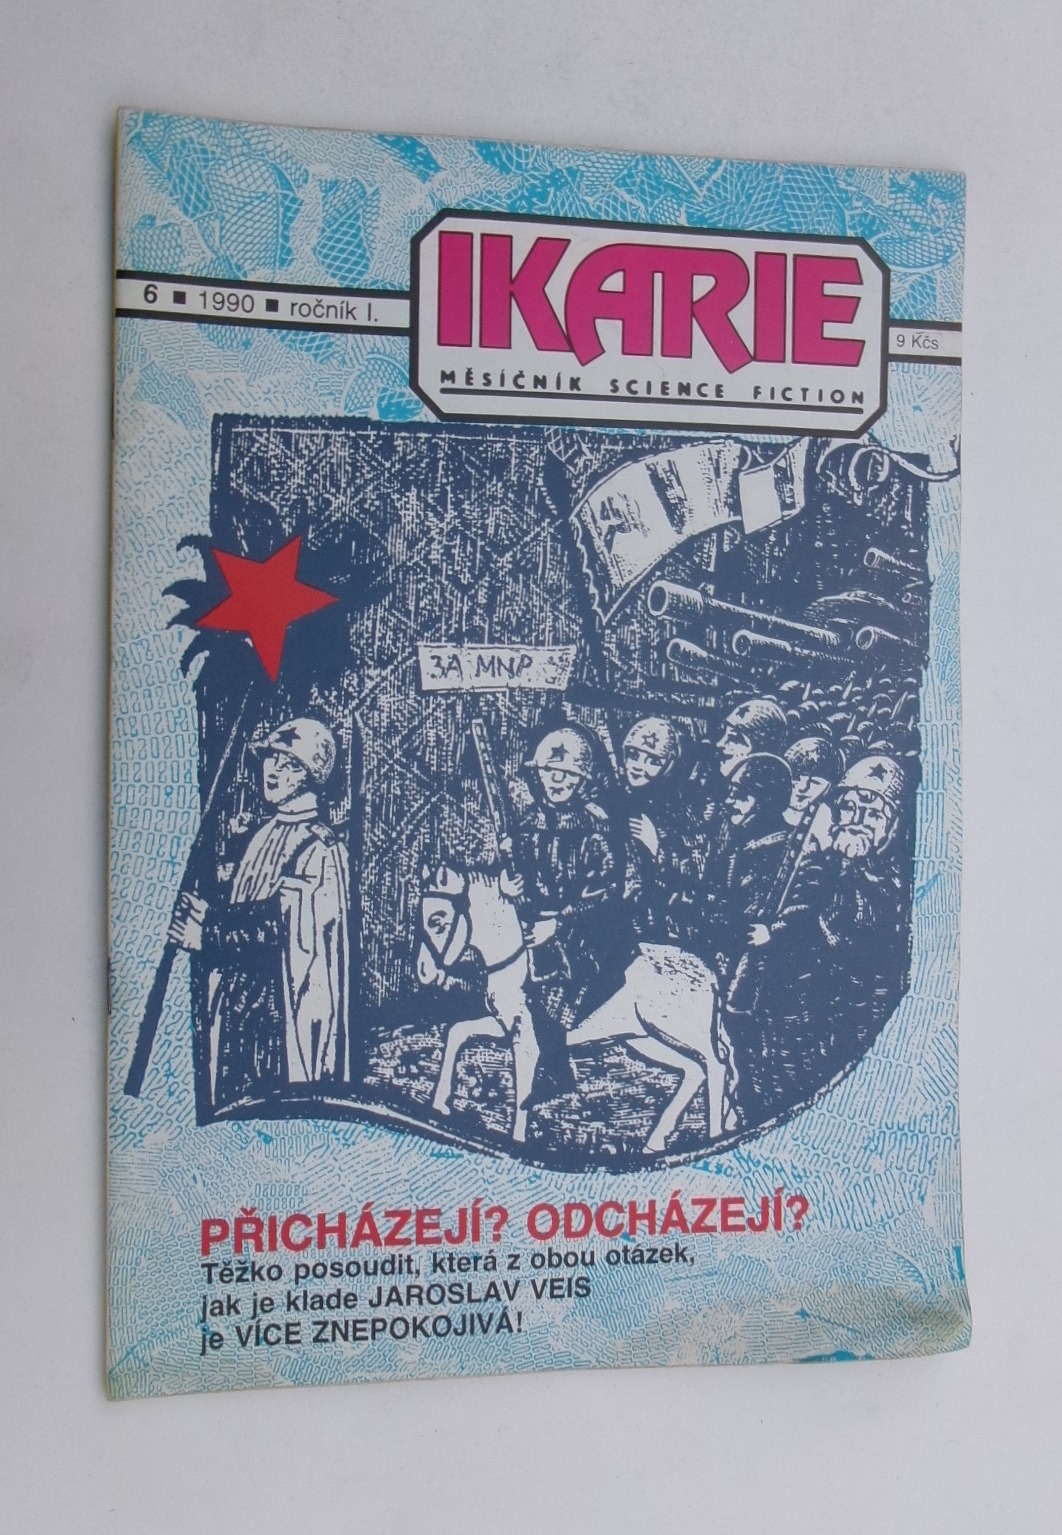 IKARIE
6 ■ 1990 ■ ročník I.
9 Kčs
MĚSÍČNÍK SCIENCE FICTION
ЗА МИР
PŘICHÁZEJÍ? ODCHÁZEJÍ?
Těžko posoudit, která z obou otázek,
jak je klade JAROSLAV VEIS
je VÍCE ZNEPOKOJIVÁ!